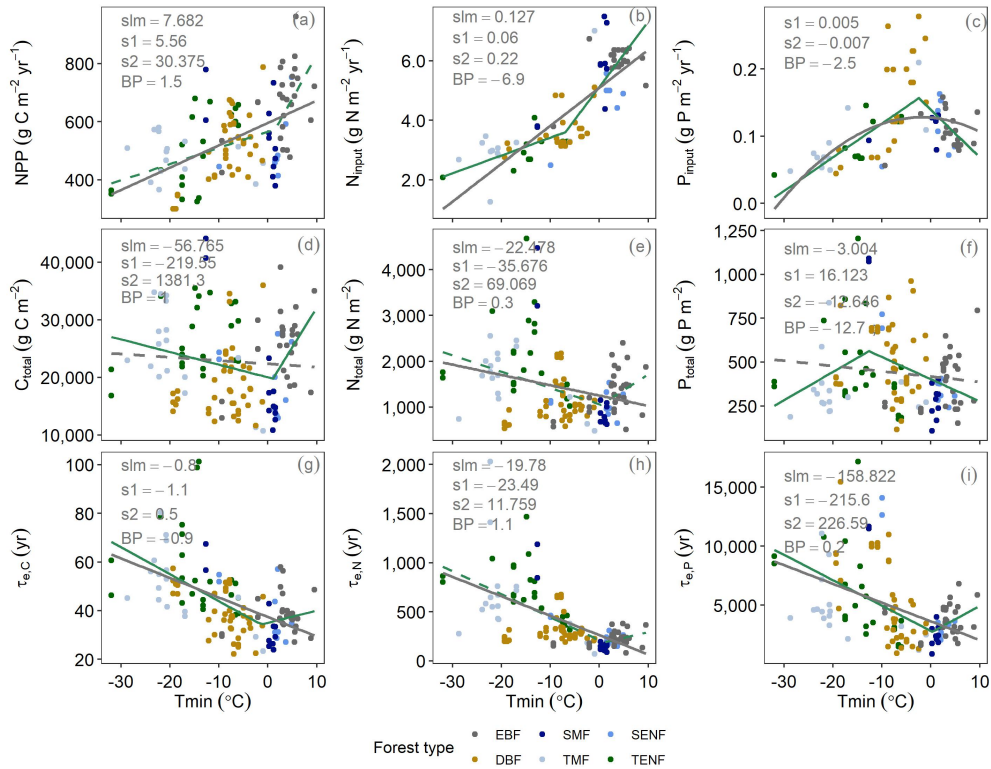 slm = 7.682
s1 = 5.56
s2 = 30.375
BP = 1.5
(a)
800
600
400
NPP (g C m⁻² yr⁻¹)
slm = 0.127
s1 = 0.06
s2 = 0.22
BP = −6.9
(b)
6.0
4.0
2.0
N_input (g N m⁻² yr⁻¹)
s1 = 0.005
s2 = −0.007
BP = −2.5
(c)
0.2
0.1
0.0
P_input (g P m⁻² yr⁻¹)
slm = −56.765
s1 = −219.55
s2 = 1381.3
BP = 1
(d)
40,000
30,000
20,000
10,000
C_total (g C m⁻²)
slm = −22.478
s1 = −35.676
s2 = 69.069
BP = 0.3
(e)
4,000
3,000
2,000
1,000
N_total (g N m⁻²)
slm = −3.004
s1 = 16.123
s2 = −12.646
BP = −12.7
(f)
1,250
1,000
750
500
250
P_total (g P m⁻²)
slm = −0.8
s1 = −1.1
s2 = 0.5
BP = −0.9
(g)
100
80
60
40
20
τe,C (yr)
−30 −20 −10 0 10
Tmin (°C)
slm = −19.78
s1 = −23.49
s2 = 11.759
BP = 1.1
(h)
2,000
1,500
1,000
500
0
τe,N (yr)
−30 −20 −10 0 10
Tmin (°C)
slm = −158.822
s1 = −215.6
s2 = 226.59
BP = 0.2
(i)
15,000
10,000
5,000
τe,P (yr)
−30 −20 −10 0 10
Tmin (°C)
Forest type
EBF SMF SENF
DBF TMF TENF